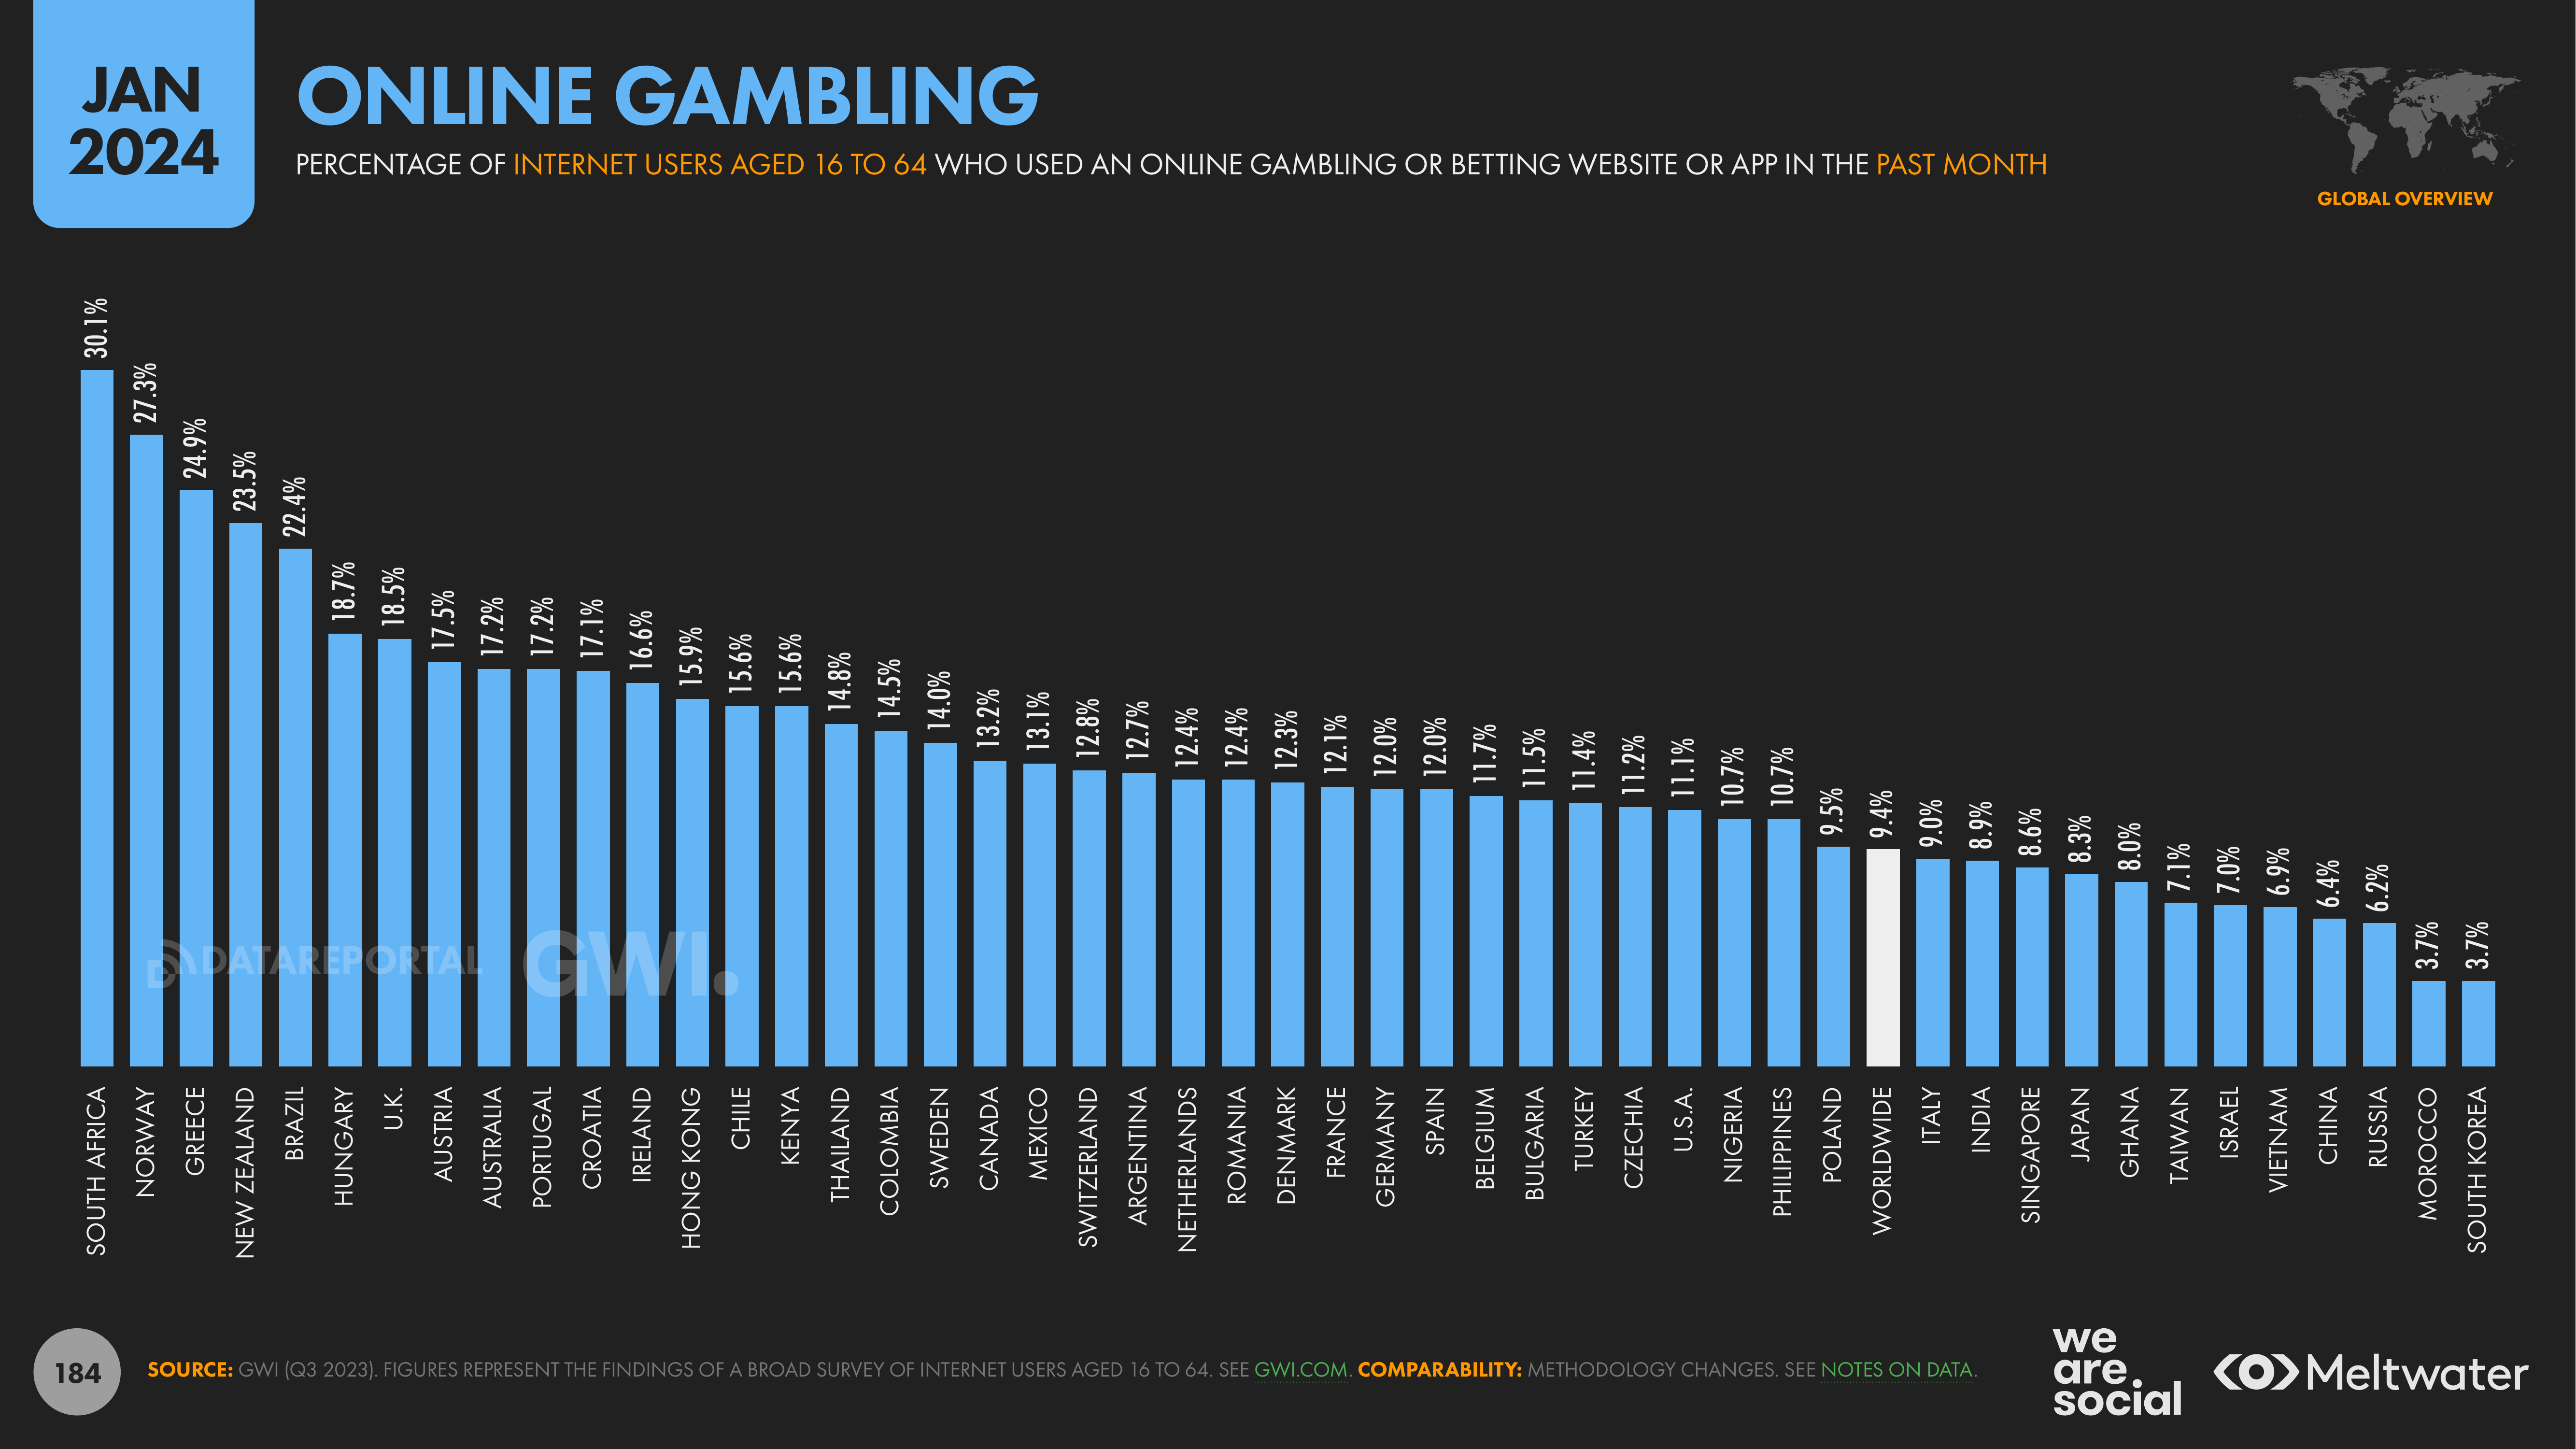 JAN
2024
ONLINE GAMBLING
PERCENTAGE OF INTERNET USERS AGED 16 TO 64 WHO USED AN ONLINE GAMBLING OR BETTING WEBSITE OR APP IN THE PAST MONTH
GLOBAL OVERVIEW
30.1%
27.3%
24.9%
23.5%
22.4%
18.7%
18.5%
17.5%
17.2%
17.2%
17.1%
16.6%
15.9%
15.6%
15.6%
14.8%
14.5%
14.0%
13.2%
13.1%
12.8%
12.7%
12.4%
12.4%
12.3%
12.1%
12.0%
12.0%
11.7%
11.5%
11.4%
11.2%
11.1%
10.7%
10.7%
9.5%
9.4%
9.0%
8.9%
8.6%
8.3%
8.0%
7.1%
7.0%
6.9%
6.4%
6.2%
3.7%
3.7%
DATAREPORTAL
GWI.
SOUTH AFRICA
NORWAY
GREECE
NEW ZEALAND
BRAZIL
HUNGARY
U.K.
AUSTRIA
AUSTRALIA
PORTUGAL
CROATIA
IRELAND
HONG KONG
CHILE
KENYA
THAILAND
COLOMBIA
SWEDEN
CANADA
MEXICO
SWITZERLAND
ARGENTINA
NETHERLANDS
ROMANIA
DENMARK
FRANCE
GERMANY
SPAIN
BELGIUM
BULGARIA
TURKEY
CZECHIA
U.S.A.
NIGERIA
PHILIPPINES
POLAND
WORLDWIDE
ITALY
INDIA
SINGAPORE
JAPAN
GHANA
TAIWAN
ISRAEL
VIETNAM
CHINA
RUSSIA
MOROCCO
SOUTH KOREA
184
SOURCE: GWI (Q3 2023). FIGURES REPRESENT THE FINDINGS OF A BROAD SURVEY OF INTERNET USERS AGED 16 TO 64. SEE GWI.COM. COMPARABILITY: METHODOLOGY CHANGES. SEE NOTES ON DATA.
we
are
social
Meltwater